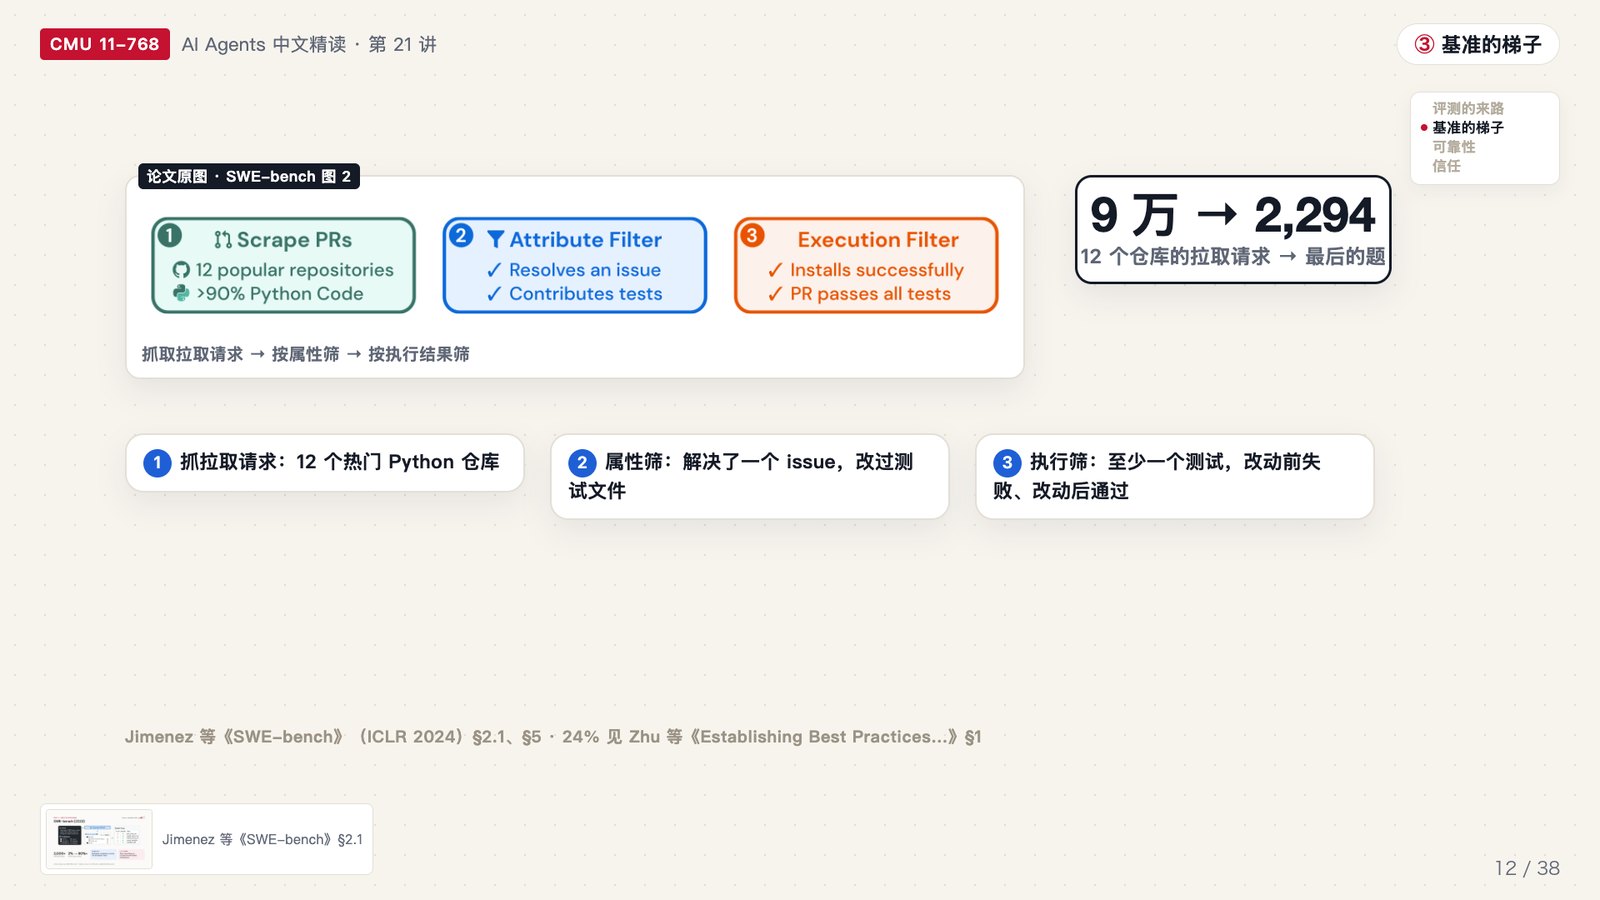 CMU 11-768 AI Agents 中文精读 · 第 21 讲
③ 基准的梯子
评测的来路
基准的梯子
可靠性
信任
论文原图 · SWE-bench 图 2
1 Scrape PRs
12 popular repositories
>90% Python Code
2 Attribute Filter
✓ Resolves an issue
✓ Contributes tests
3 Execution Filter
✓ Installs successfully
✓ PR passes all tests
抓取拉取请求 → 按属性筛 → 按执行结果筛
9 万 → 2,294
12 个仓库的拉取请求 → 最后的题
1 抓拉取请求：12 个热门 Python 仓库
2 属性筛：解决了一个 issue，改过测
试文件
3 执行筛：至少一个测试，改动前失
败、改动后通过
Jimenez 等《SWE-bench》（ICLR 2024）§2.1、§5 · 24% 见 Zhu 等《Establishing Best Practices…》§1
Jimenez 等《SWE-bench》§2.1
12 / 38